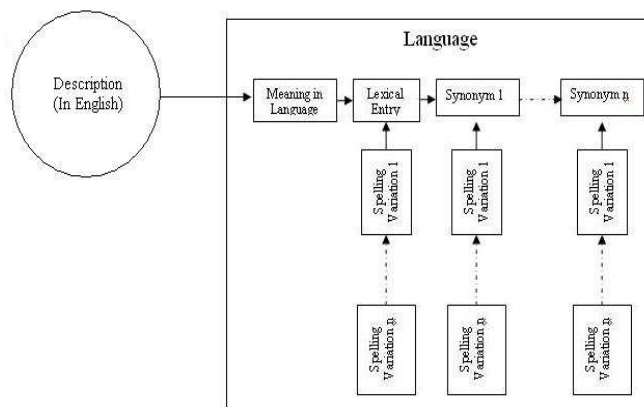 Language
Description
(In English)
Meaning in
Language
Lexical
Entry
Synonym 1
Synonym n
Spelling
Variation 1
Spelling
Variation 1
Spelling
Variation 1
Spelling
Variation n
Spelling
Variation n
Spelling
Variation n